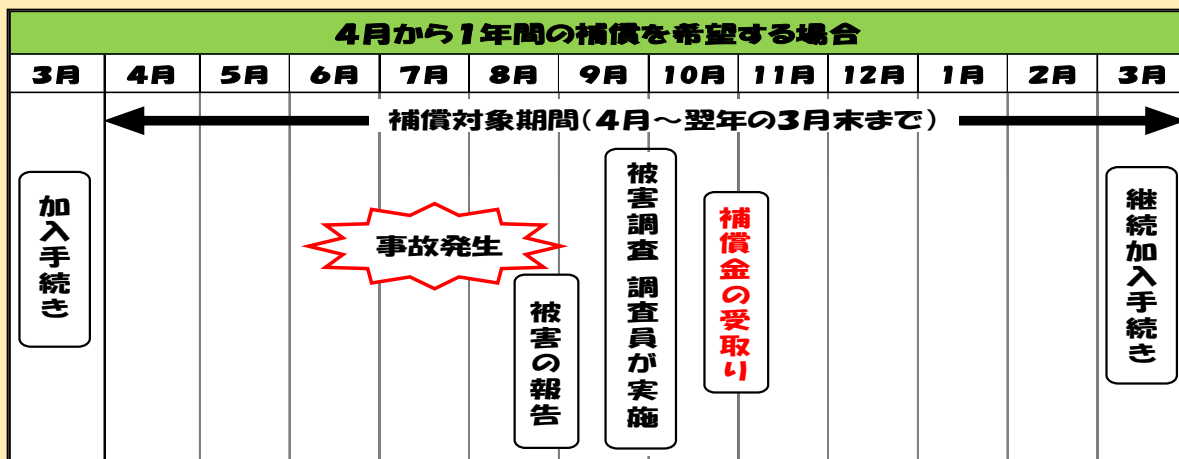 4月から1年間の補償を希望する場合
3月 4月 5月 6月 7月 8月 9月 10月 11月 12月 1月 2月 3月
補償対象期間(4月～翌年の3月末まで)
加入手続き
事故発生
被害の報告
被害調査 調査員が実施
補償金の受取り
継続加入手続き